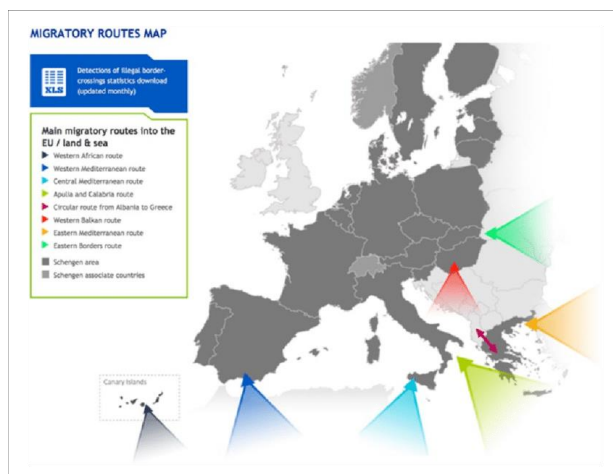 MIGRATORY ROUTES MAP
XLS
Detections of illegal border-
crossings statistics download
(updated monthly)
Main migratory routes into the
EU / land & sea
Western African route
Western Mediterranean route
Central Mediterranean route
Apulia and Calabria route
Circular route from Albania to Greece
Western Balkan route
Eastern Mediterranean route
Eastern Borders route
Schengen area
Schengen associate countries
Canary Islands